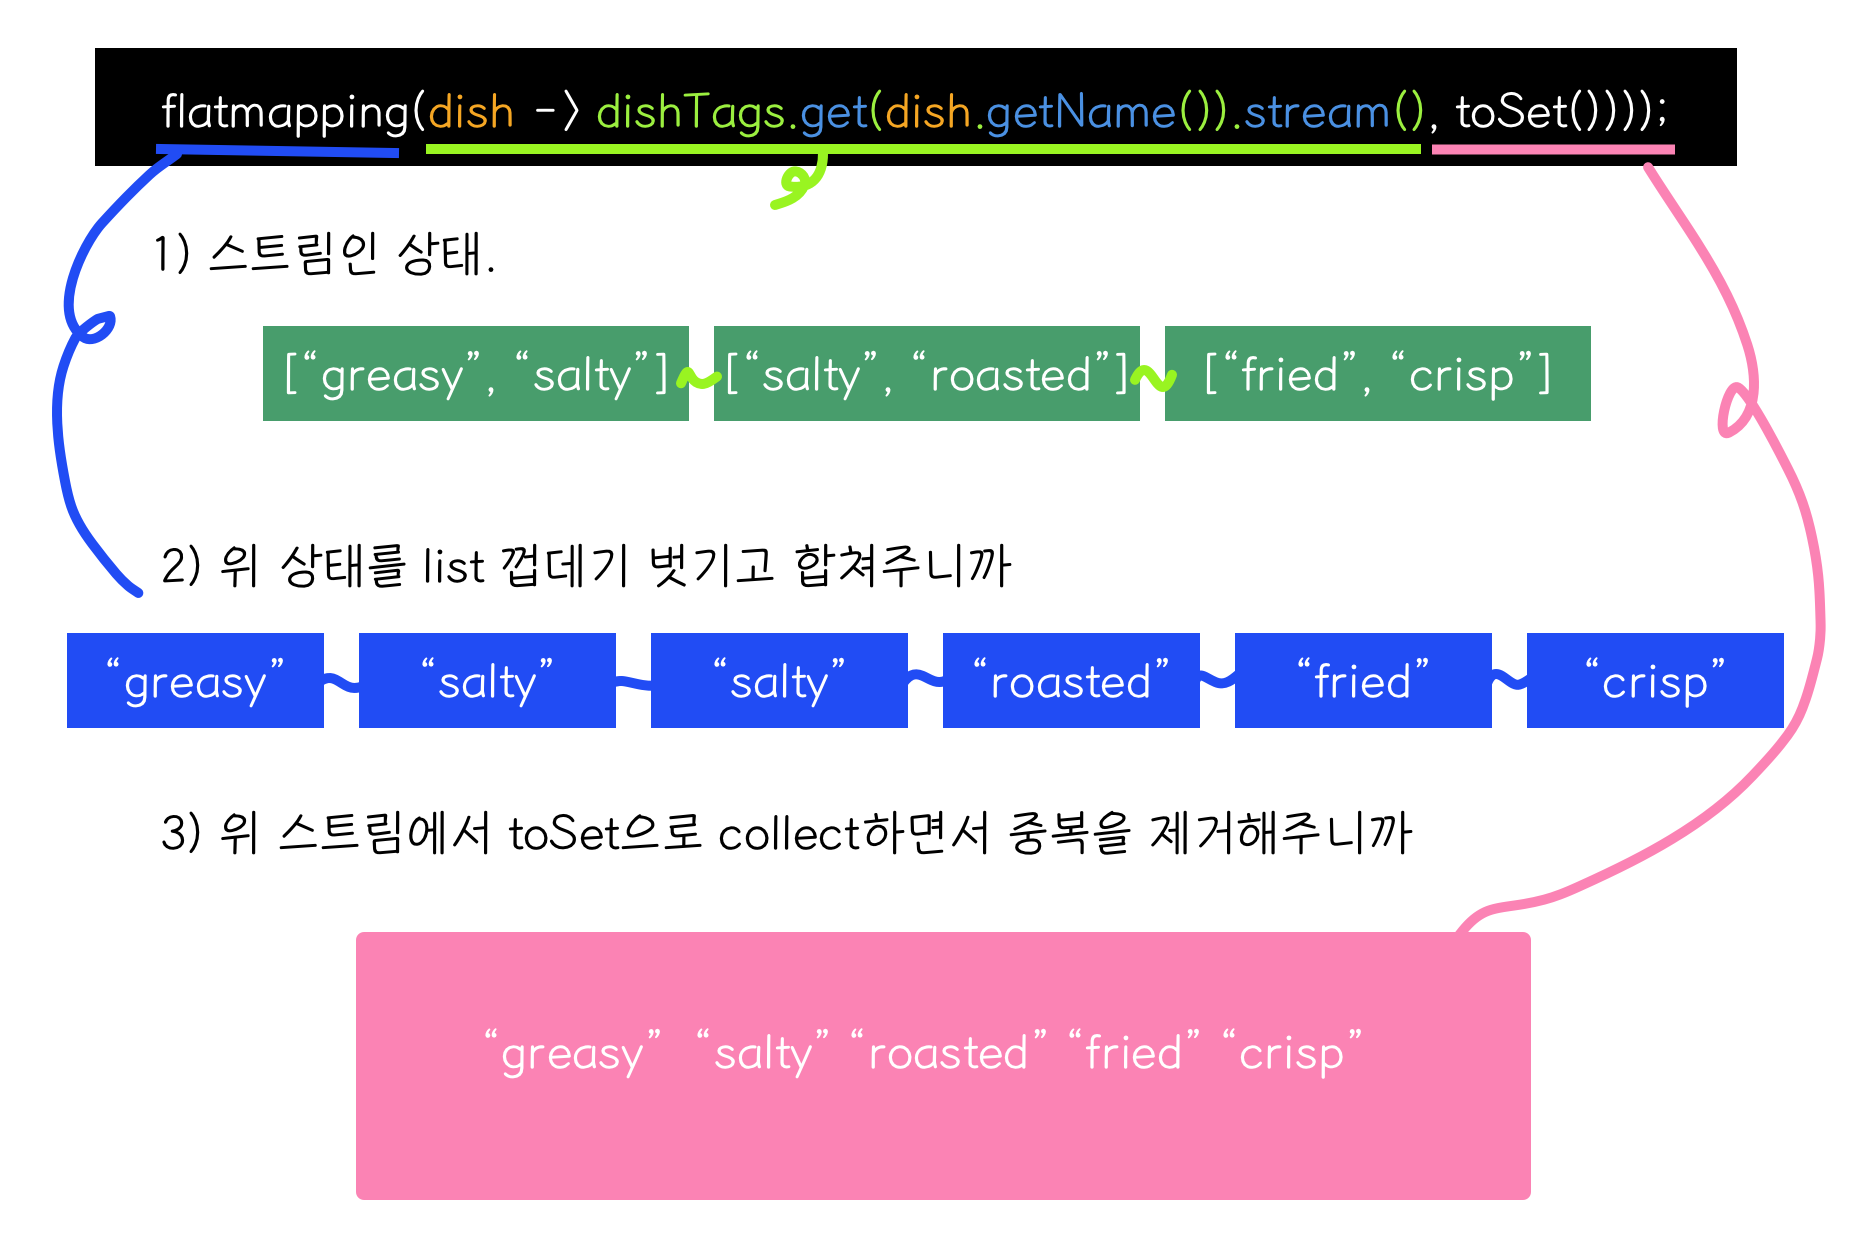 flatmapping(dish -> dishTags.get(dish.getName()).stream(), toSet())));
1) 스트림인 상태.
[“greasy”, “salty”] [“salty”, “roasted”] [“fried”, “crisp”]
2) 위 상태를 list 껍데기 벗기고 합쳐주니까
“greasy” “salty” “salty” “roasted” “fried” “crisp”
3) 위 스트림에서 toSet으로 collect하면서 중복을 제거해주니까
“greasy” “salty” “roasted” “fried” “crisp”